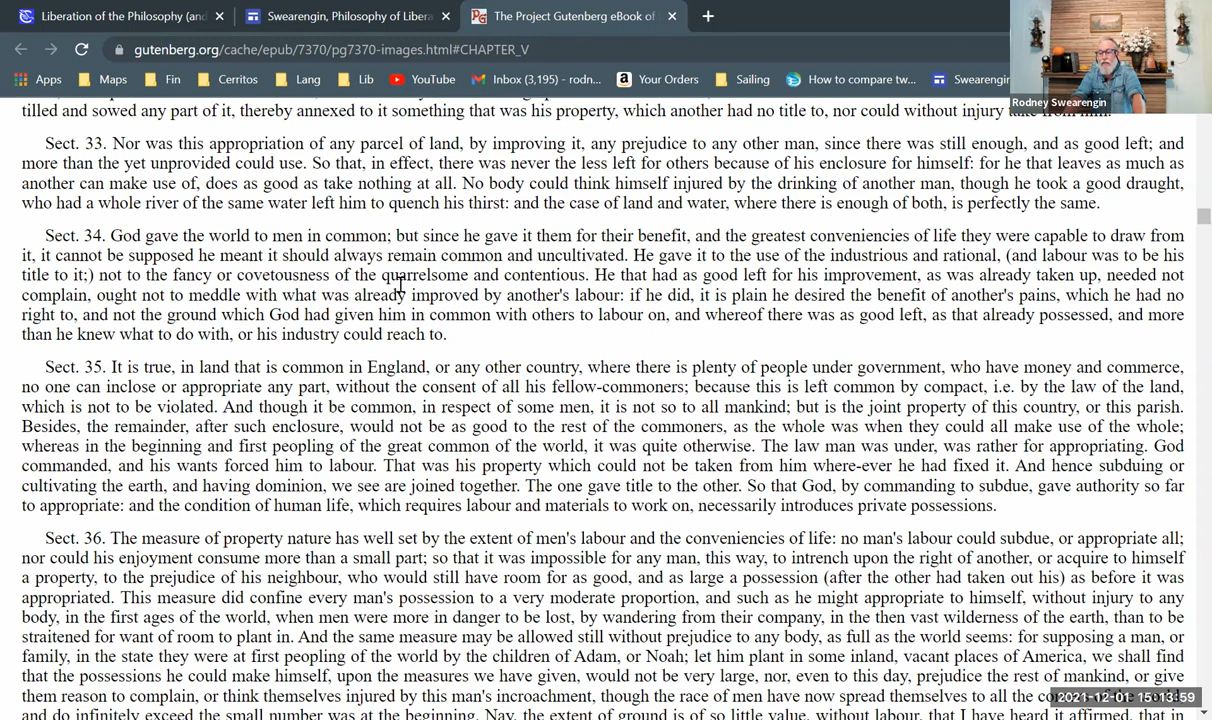 Liberation of the Philosophy (and
Swearengin, Philosophy of Libera
The Project Gutenberg eBook of
gutenberg.org/cache/epub/7370/pg7370-images.html#CHAPTER_V
Apps Maps Fin Cerritos Lang Lib YouTube Inbox (3,195) - rodn... Your Orders Sailing How to compare tw... Swearengin
Rodney Swearengin
tilled and sowed any part of it, thereby annexed to it something that was his property, which another had no title to, nor could without injury take from him.
Sect. 33. Nor was this appropriation of any parcel of land, by improving it, any prejudice to any other man, since there was still enough, and as good left; and
more than the yet unprovided could use. So that, in effect, there was never the less left for others because of his enclosure for himself: for he that leaves as much as
another can make use of, does as good as take nothing at all. No body could think himself injured by the drinking of another man, though he took a good draught,
who had a whole river of the same water left him to quench his thirst: and the case of land and water, where there is enough of both, is perfectly the same.
Sect. 34. God gave the world to men in common; but since he gave it them for their benefit, and the greatest conveniencies of life they were capable to draw from
it, it cannot be supposed he meant it should always remain common and uncultivated. He gave it to the use of the industrious and rational, (and labour was to be his
title to it;) not to the fancy or covetousness of the quarrelsome and contentious. He that had as good left for his improvement, as was already taken up, needed not
complain, ought not to meddle with what was already improved by another's labour: if he did, it is plain he desired the benefit of another's pains, which he had no
right to, and not the ground which God had given him in common with others to labour on, and whereof there was as good left, as that already possessed, and more
than he knew what to do with, or his industry could reach to.
Sect. 35. It is true, in land that is common in England, or any other country, where there is plenty of people under government, who have money and commerce,
no one can inclose or appropriate any part, without the consent of all his fellow-commoners; because this is left common by compact, i.e. by the law of the land,
which is not to be violated. And though it be common, in respect of some men, it is not so to all mankind; but is the joint property of this country, or this parish.
Besides, the remainder, after such enclosure, would not be as good to the rest of the commoners, as the whole was when they could all make use of the whole;
whereas in the beginning and first peopling of the great common of the world, it was quite otherwise. The law man was under, was rather for appropriating. God
commanded, and his wants forced him to labour. That was his property which could not be taken from him where-ever he had fixed it. And hence subduing or
cultivating the earth, and having dominion, we see are joined together. The one gave title to the other. So that God, by commanding to subdue, gave authority so far
to appropriate: and the condition of human life, which requires labour and materials to work on, necessarily introduces private possessions.
Sect. 36. The measure of property nature has well set by the extent of men's labour and the conveniencies of life: no man's labour could subdue, or appropriate all;
nor could his enjoyment consume more than a small part; so that it was impossible for any man, this way, to intrench upon the right of another, or acquire to himself
a property, to the prejudice of his neighbour, who would still have room for as good, and as large a possession (after the other had taken out his) as before it was
appropriated. This measure did confine every man's possession to a very moderate proportion, and such as he might appropriate to himself, without injury to any
body, in the first ages of the world, when men were more in danger to be lost, by wandering from their company, in the then vast wilderness of the earth, than to be
straitened for want of room to plant in. And the same measure may be allowed still without prejudice to any body, as full as the world seems: for supposing a man, or
family, in the state they were at first peopling of the world by the children of Adam, or Noah; let him plant in some inland, vacant places of America, we shall find
that the possessions he could make himself, upon the measures we have given, would not be very large, nor, even to this day, prejudice the rest of mankind, or give
them reason to complain, or think themselves injured by this man's incroachment, though the race of men have now spread themselves to all the
2021-12-01 15:13:59
and do infinitely exceed the small number was at the beginning. Nay, the extent of ground is of so little value, without labour, that I have heard it affirmed, that in